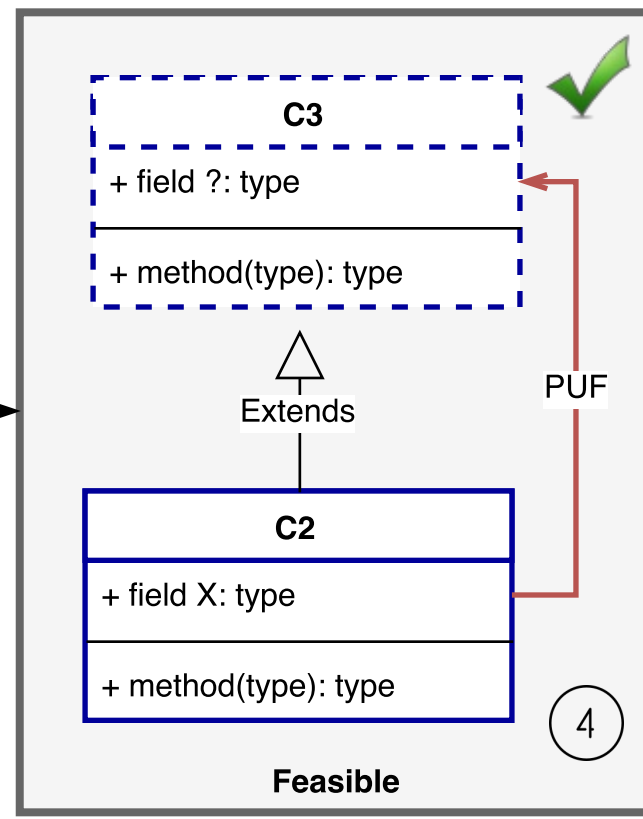 C3
+ field ?: type
+ method(type): type
PUF
Extends
C2
+ field X: type
+ method(type): type
4
Feasible